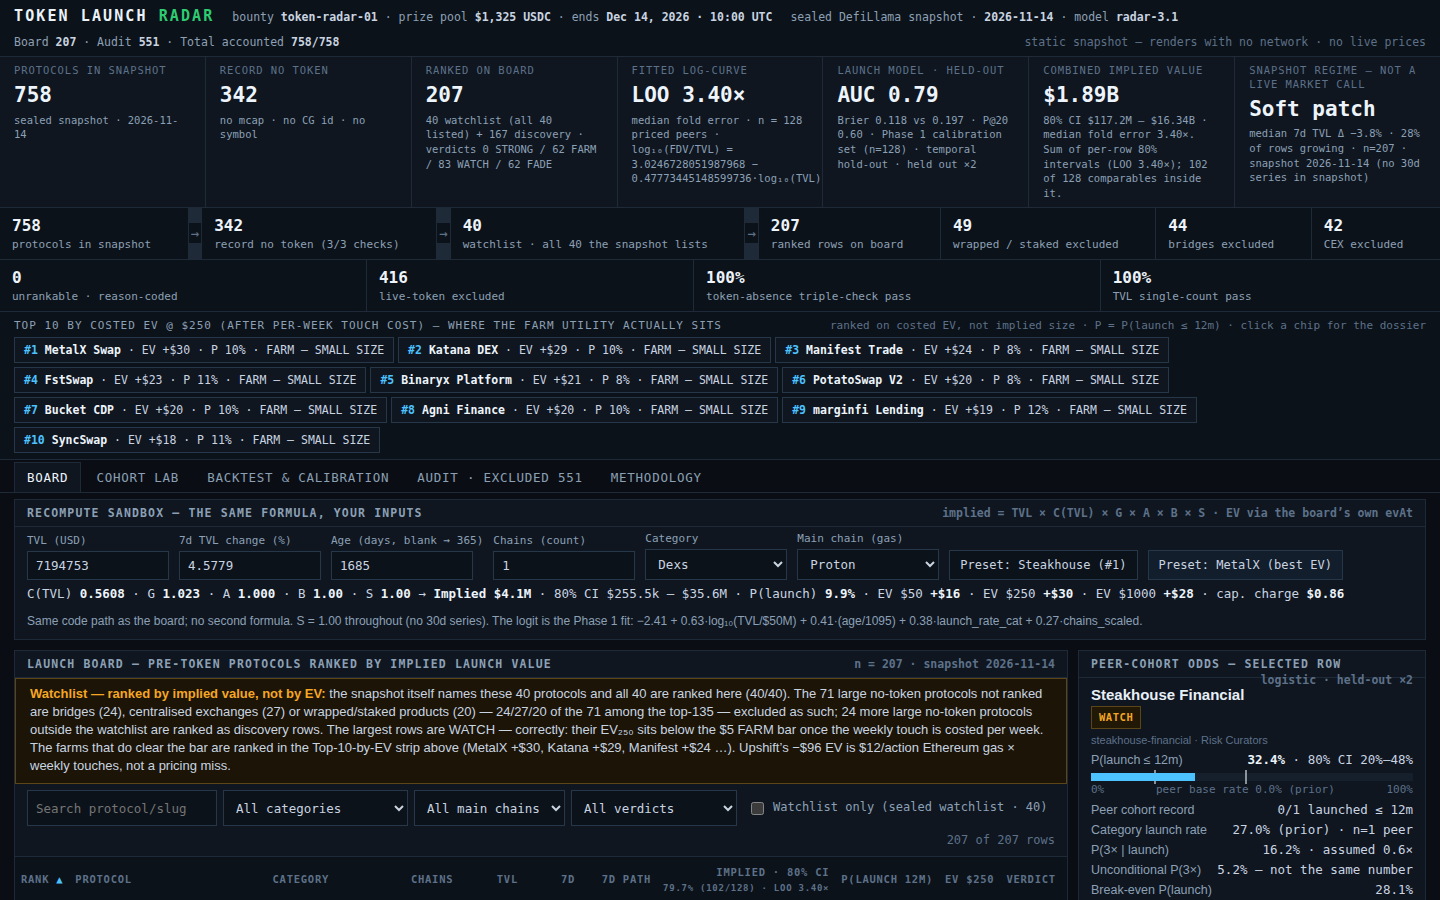 TOKEN LAUNCH RADAR bounty token-radar-01 · prize pool $1,325 USDC · ends Dec 14, 2026 · 10:00 UTC sealed DefiLlama snapshot · 2026-11-14 · model radar-3.1
Board 207 · Audit 551 · Total accounted 758/758 static snapshot — renders with no network · no live prices
PROTOCOLS IN SNAPSHOT
758
sealed snapshot · 2026-11-
14
RECORD NO TOKEN
342
no mcap · no CG id · no
symbol
RANKED ON BOARD
207
40 watchlist (all 40
listed) + 167 discovery ·
verdicts 0 STRONG / 62 FARM
/ 83 WATCH / 62 FADE
FITTED LOG-CURVE
LOO 3.40×
median fold error · n = 128
priced peers ·
log₁₀(FDV/TVL) =
3.0246728051987968 −
0.47773445148599736·log₁₀(TVL)
LAUNCH MODEL · HELD-OUT
AUC 0.79
Brier 0.118 vs 0.197 · P@20
0.60 · Phase 1 calibration
set (n=128) · temporal
hold-out · held out ×2
COMBINED IMPLIED VALUE
$1.89B
80% CI $117.2M — $16.34B ·
median fold error 3.40×.
Sum of per-row 80%
intervals (LOO 3.40×); 102
of 128 comparables inside
it.
SNAPSHOT REGIME — NOT A
LIVE MARKET CALL
Soft patch
median 7d TVL Δ −3.8% · 28%
of rows growing · n=207 ·
snapshot 2026-11-14 (no 30d
series in snapshot)
758 → 342 → 40 → 207 49 44 42
protocols in snapshot record no token (3/3 checks) watchlist · all 40 the snapshot lists ranked rows on board wrapped / staked excluded bridges excluded CEX excluded
0 416 100% 100%
unrankable · reason-coded live-token excluded token-absence triple-check pass TVL single-count pass
TOP 10 BY COSTED EV @ $250 (AFTER PER-WEEK TOUCH COST) — WHERE THE FARM UTILITY ACTUALLY SITS ranked on costed EV, not implied size · P = P(launch ≤ 12m) · click a chip for the dossier
#1 MetalX Swap · EV +$30 · P 10% · FARM — SMALL SIZE #2 Katana DEX · EV +$29 · P 10% · FARM — SMALL SIZE #3 Manifest Trade · EV +$24 · P 8% · FARM — SMALL SIZE
#4 FstSwap · EV +$23 · P 11% · FARM — SMALL SIZE #5 Binaryx Platform · EV +$21 · P 8% · FARM — SMALL SIZE #6 PotatoSwap V2 · EV +$20 · P 8% · FARM — SMALL SIZE
#7 Bucket CDP · EV +$20 · P 10% · FARM — SMALL SIZE #8 Agni Finance · EV +$20 · P 10% · FARM — SMALL SIZE #9 marginfi Lending · EV +$19 · P 12% · FARM — SMALL SIZE
#10 SyncSwap · EV +$18 · P 11% · FARM — SMALL SIZE
BOARD COHORT LAB BACKTEST & CALIBRATION AUDIT · EXCLUDED 551 METHODOLOGY
RECOMPUTE SANDBOX — THE SAME FORMULA, YOUR INPUTS implied = TVL × C(TVL) × G × A × B × S · EV via the board's own evAt
TVL (USD) 7d TVL change (%) Age (days, blank → 365) Chains (count) Category Main chain (gas)
7194753 4.5779 1685 1 Dexs Proton Preset: Steakhouse (#1) Preset: MetalX (best EV)
C(TVL) 0.5608 · G 1.023 · A 1.000 · B 1.00 · S 1.00 → Implied $4.1M · 80% CI $255.5k — $35.6M · P(launch) 9.9% · EV $50 +$16 · EV $250 +$30 · EV $1000 +$28 · cap. charge $0.86
Same code path as the board; no second formula. S = 1.00 throughout (no 30d series). The logit is the Phase 1 fit: −2.41 + 0.63·log₁₀(TVL/$50M) + 0.41·(age/1095) + 0.38·launch_rate_cat + 0.27·chains_scaled.
LAUNCH BOARD — PRE-TOKEN PROTOCOLS RANKED BY IMPLIED LAUNCH VALUE n = 207 · snapshot 2026-11-14
Watchlist — ranked by implied value, not by EV: the snapshot itself names these 40 protocols and all 40 are ranked here (40/40). The 71 large no-token protocols not ranked
are bridges (24), centralised exchanges (27) or wrapped/staked products (20) — 24/27/20 of the 71 among the top-135 — excluded as such; 24 more large no-token protocols
outside the watchlist are ranked as discovery rows. The largest rows are WATCH — correctly: their EV₂₅₀ sits below the $5 FARM bar once the weekly touch is costed per week.
The farms that do clear the bar are ranked in the Top-10-by-EV strip above (MetalX +$30, Katana +$29, Manifest +$24 …). Upshift's −$96 EV is $12/action Ethereum gas ×
weekly touches, not a pricing miss.
Search protocol/slug All categories All main chains All verdicts Watchlist only (sealed watchlist · 40)
207 of 207 rows
RANK ▲ PROTOCOL CATEGORY CHAINS TVL 7D 7D PATH IMPLIED · 80% CI P(LAUNCH 12M) EV $250 VERDICT
79.7% (102/128) · LOO 3.40×
PEER-COHORT ODDS — SELECTED ROW
logistic · held-out ×2
Steakhouse Financial
WATCH
steakhouse-financial · Risk Curators
P(launch ≤ 12m) 32.4% · 80% CI 20%–48%
0% peer base rate 0.0% (prior) 100%
Peer cohort record 0/1 launched ≤ 12m
Category launch rate 27.0% (prior) · n=1 peer
P(3× | launch) 16.2% · assumed 0.6×
Unconditional P(3×) 5.2% — not the same number
Break-even P(launch) 28.1%